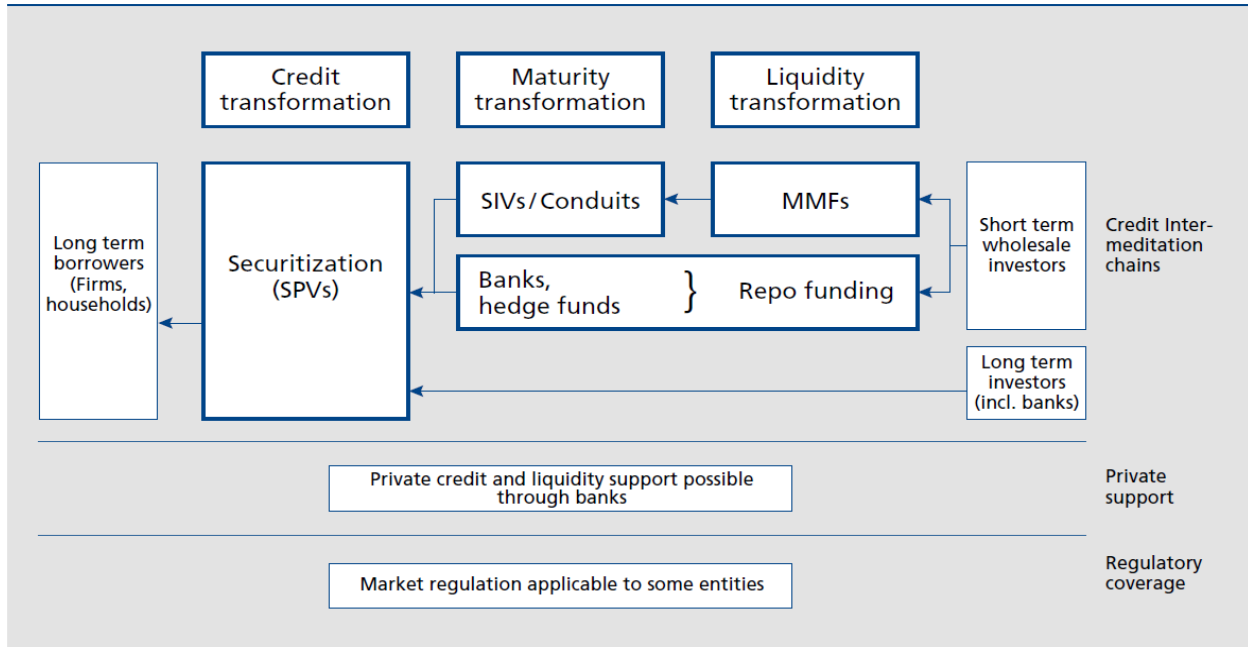 Credit
transformation
Maturity
transformation
Liquidity
transformation
Long term
borrowers
(Firms,
households)
Securitization
(SPVs)
SIVs/Conduits
MMFs
Banks,
hedge funds
}
Repo funding
Short term
wholesale
investors
Long term
investors
(incl. banks)
Credit Inter-
meditation
chains
Private credit and liquidity support possible
through banks
Private
support
Market regulation applicable to some entities
Regulatory
coverage